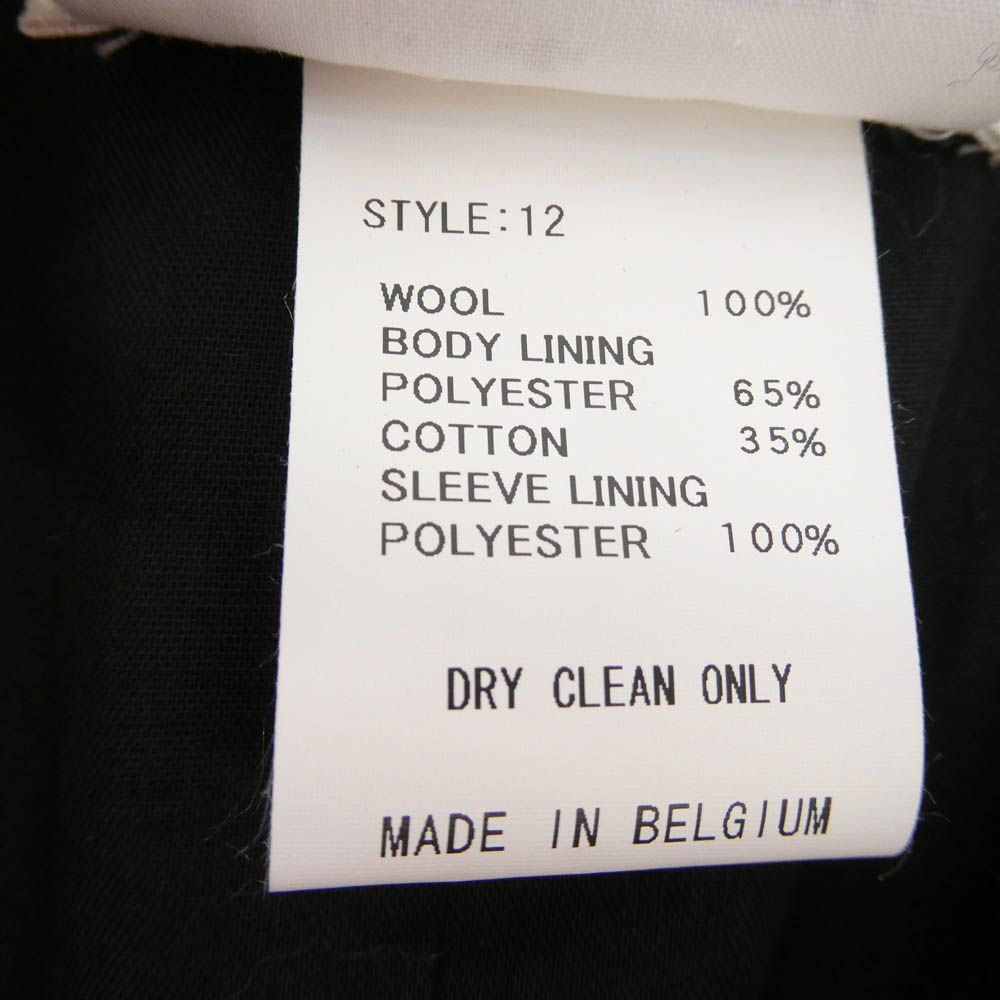 STYLE:12
WOOL 100%
BODY LINING
POLYESTER 65%
COTTON 35%
SLEEVE LINING
POLYESTER 100%
DRY CLEAN ONLY
MADE IN BELGIUM